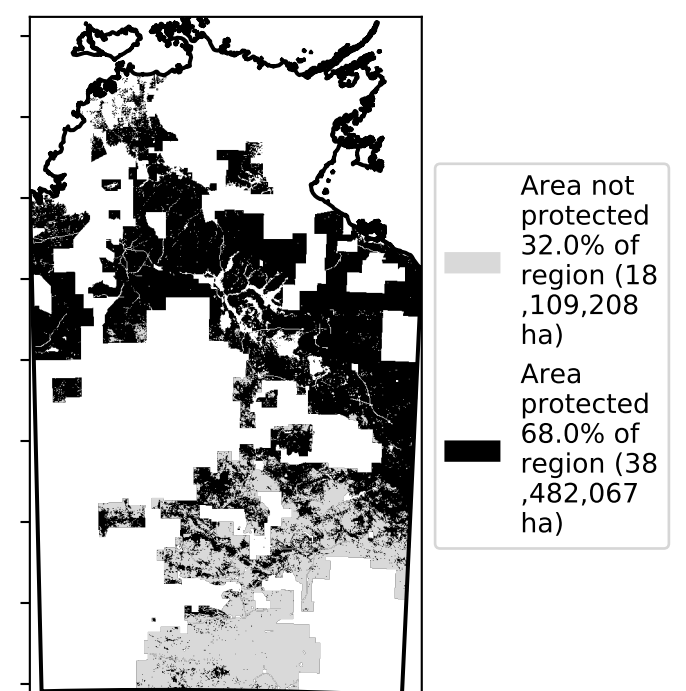 Area not
protected
32.0% of
region (18
,109,208
ha)
Area
protected
68.0% of
region (38
,482,067
ha)